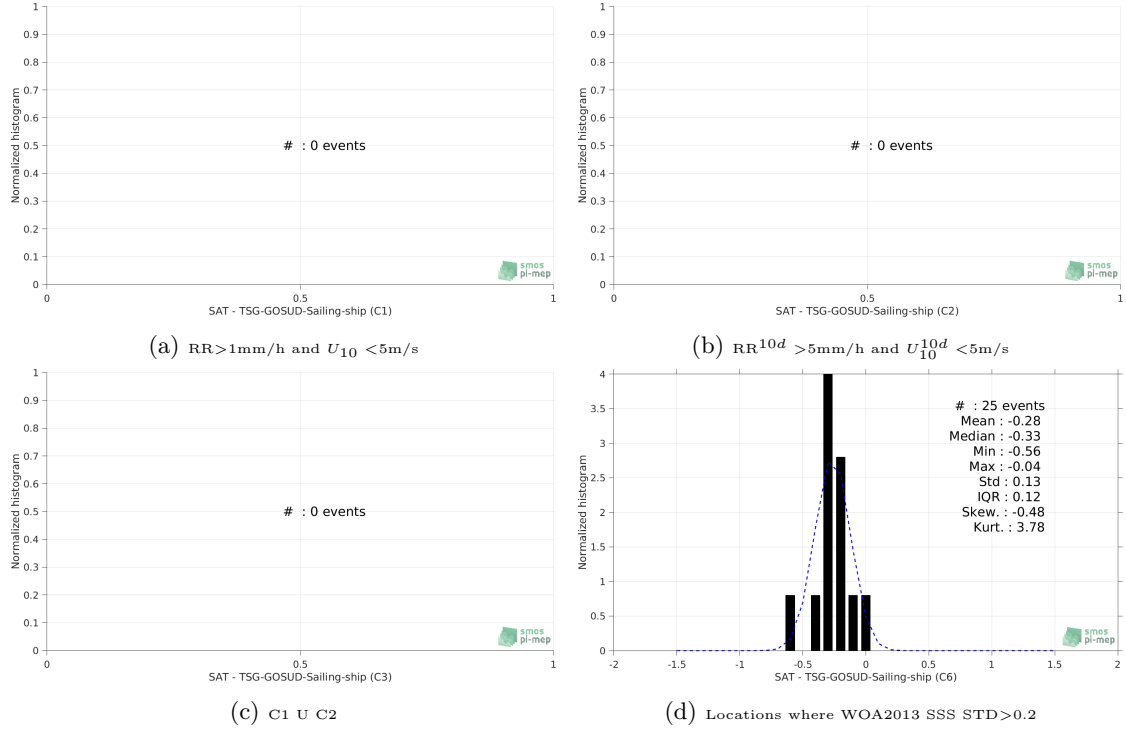 1
0.9
0.8
0.7
0.6
0.5
0.4
0.3
0.2
0.1
0
Normalized histogram
# : 0 events
smos
pi-mep
0 0.5 1
SAT - TSG-GOSUD-Sailing-ship (C1)
(a) RR>1mm/h and U10 <5m/s
1
0.9
0.8
0.7
0.6
0.5
0.4
0.3
0.2
0.1
0
Normalized histogram
# : 0 events
smos
pi-mep
0 0.5 1
SAT - TSG-GOSUD-Sailing-ship (C2)
(b) RR^10d >5mm/h and U10^10d <5m/s
1
0.9
0.8
0.7
0.6
0.5
0.4
0.3
0.2
0.1
0
Normalized histogram
# : 0 events
smos
pi-mep
0 0.5 1
SAT - TSG-GOSUD-Sailing-ship (C3)
(c) C1 U C2
4
3.5
3
2.5
2
1.5
1
0.5
0
Normalized histogram
# : 25 events
Mean : -0.28
Median : -0.33
Min : -0.56
Max : -0.04
Std : 0.13
IQR : 0.12
Skew. : -0.48
Kurt. : 3.78
smos
pi-mep
-2 -1.5 -1 -0.5 0 0.5 1 1.5 2
SAT - TSG-GOSUD-Sailing-ship (C6)
(d) Locations where WOA2013 SSS STD>0.2